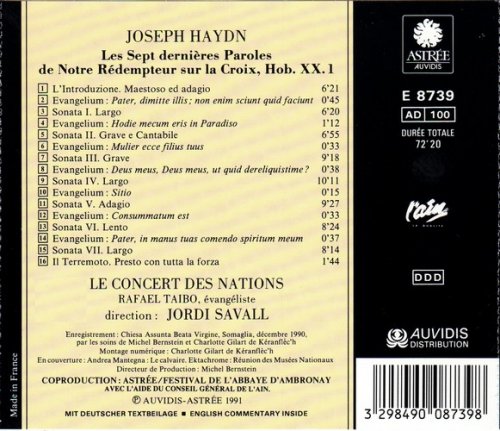 JOSEPH HAYDN
Les Sept dernières Paroles
de Notre Rédempteur sur la Croix, Hob. XX. 1
1 L'Introduzione. Maestoso ed adagio 6'21
2 Evangelium : Pater, dimitte illis ; non enim sciunt quid faciunt 0'45
3 Sonata I. Largo 6'20
4 Evangelium : Hodie mecum eris in Paradiso 1'12
5 Sonata II. Grave e Cantabile 6'55
6 Evangelium : Mulier ecce filius tuus 0'33
7 Sonata III. Grave 9'18
8 Evangelium : Deus meus, Deus meus, ut quid dereliquistime ? 0'38
9 Sonata IV. Largo 10'11
10 Evangelium : Sitio 0'15
11 Sonata V. Adagio 9'27
12 Evangelium : Consummatum est 0'33
13 Sonata VI. Lento 8'24
14 Evangelium : Pater, in manus tuas comendo spiritum meum 0'37
15 Sonata VII. Largo 8'14
16 Il Terremoto. Presto con tutta la forza 1'44
LE CONCERT DES NATIONS
RAFAEL TAIBO, évangéliste
direction : JORDI SAVALL
Enregistrement : Chiesa Assunta Beata Virgine, Somaglia, décembre 1990,
par les soins de Michel Bernstein et Charlotte Gilart de Kéranflèc'h
Montage numérique : Charlotte Gilart de Kéranflèc'h
En couverture : Andrea Mantegna : Le calvaire. Ektachrome : Réunion des Musées Nationaux
Directeur de Production : Michel Bernstein
COPRODUCTION : ASTRÉE/FESTIVAL DE L'ABBAYE D'AMBRONAY
AVEC L'AIDE DU CONSEIL GÉNÉRAL DE L'AIN.
℗ AUVIDIS-ASTRÉE 1991
MIT DEUTSCHER TEXTBEILAGE • ENGLISH COMMENTARY INSIDE
Made in France
ASTRÉE
AUVIDIS
E 8739
AD 100
DURÉE TOTALE
72'20
l'ain
DDD
AUVIDIS
DISTRIBUTION
3 298490 087398